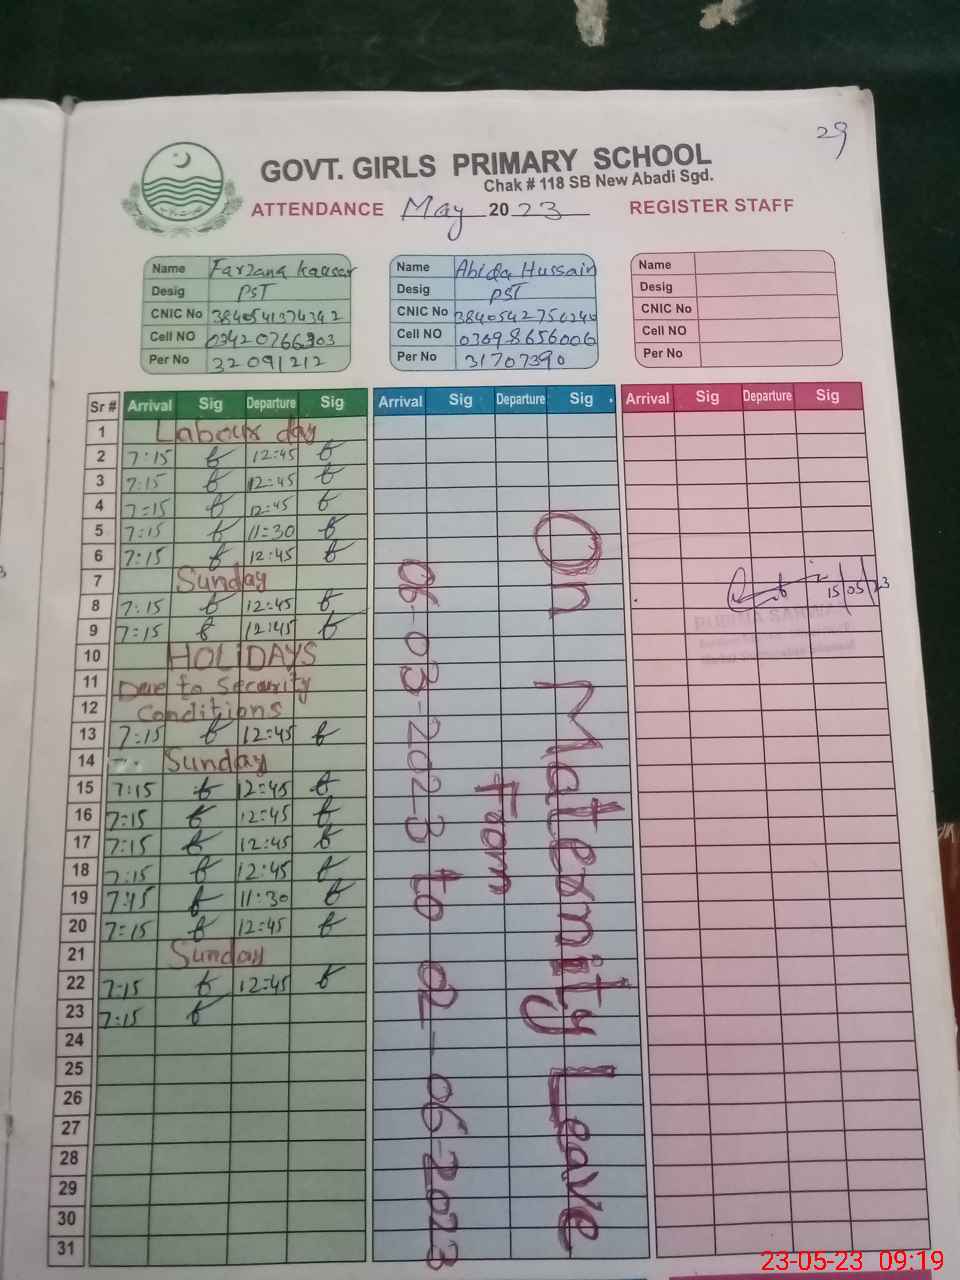 29
GOVT. GIRLS PRIMARY SCHOOL
Chak # 118 SB New Abadi Sgd.
ATTENDANCE May 2023 REGISTER STAFF
Name Farzana Kausar
Desig PST
CNIC No 3840541374342
Cell NO 03420766303
Per No 32091212
Name Abida Hussain
Desig PST
CNIC No
Cell NO 03698656006
Per No 31707390
Name
Desig
CNIC No
Cell NO
Per No
Sr # Arrival Sig Departure Sig Arrival Sig Departure Sig Arrival Sig Departure Sig
1 Labour day
2 7:15 12:45
3 7:15 12:45
4 7:15 12:45
5 7:15 11:30
6 7:15 12:45
7 Sunday
8 7:15 12:45
9 7:15 12:45
10 HOLIDAYS
11 Due to Security
12 Conditions
13 7:15 12:45
14 Sunday
15 7:15 12:45
16 7:15 12:45
17 7:15 12:45
18 7:15 12:45
19 7:15 11:30
20 7:15 12:45
21 Sunday
22 7:15 12:45
23 7:15
24
25
26
27
28
29
30
31
On Maternity Leave
From
06-03-2023 to 02-06-2023
15/05/23
23-05-23 09:19